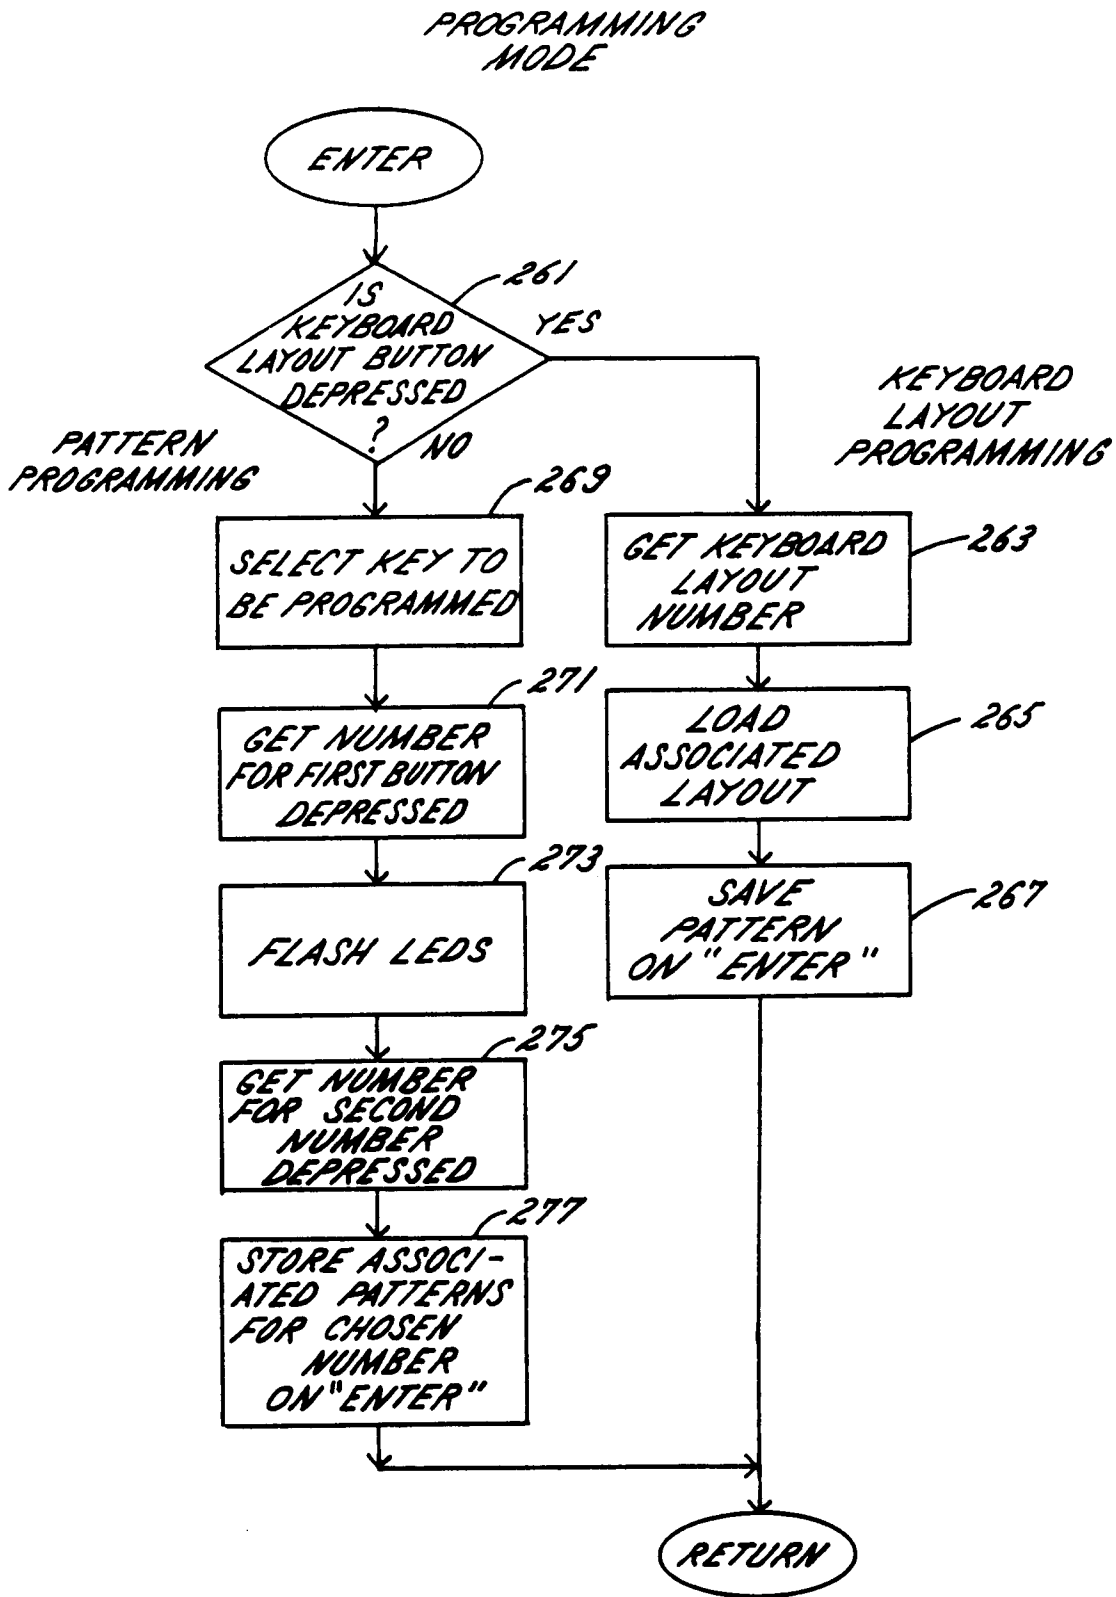 PROGRAMMING
MODE
ENTER
261
IS
KEYBOARD
LAYOUT BUTTON
DEPRESSED
?
YES
NO
PATTERN
PROGRAMMING
KEYBOARD
LAYOUT
PROGRAMMING
269
SELECT KEY TO
BE PROGRAMMED
271
GET NUMBER
FOR FIRST BUTTON
DEPRESSED
273
FLASH LEDS
275
GET NUMBER
FOR SECOND
NUMBER
DEPRESSED
277
STORE ASSOCI-
ATED PATTERNS
FOR CHOSEN
NUMBER
ON "ENTER"
263
GET KEYBOARD
LAYOUT
NUMBER
265
LOAD
ASSOCIATED
LAYOUT
267
SAVE
PATTERN
ON "ENTER"
RETURN